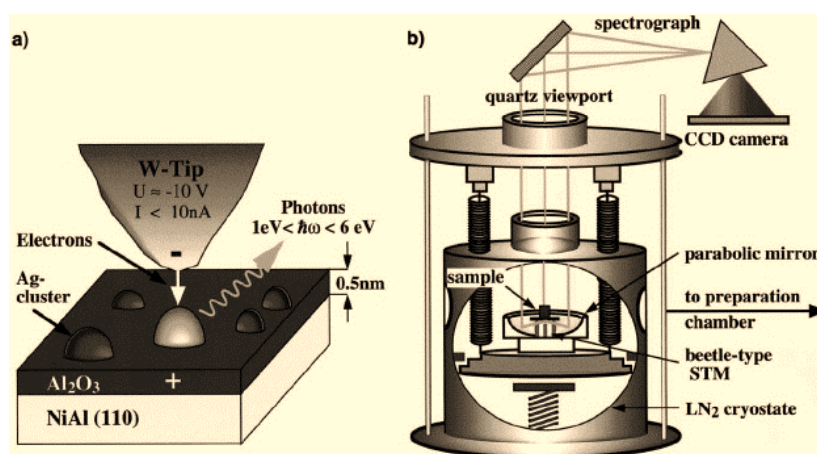 a)
W-Tip
U ≈ -10 V
I < 10nA
-
Electrons
Photons
1eV< ħω < 6 eV
Ag-
cluster
0.5nm
Al2O3
+
NiAl (110)
b)
spectrograph
quartz viewport
CCD camera
parabolic mirror
sample
to preparation
chamber
beetle-type
STM
LN2 cryostate